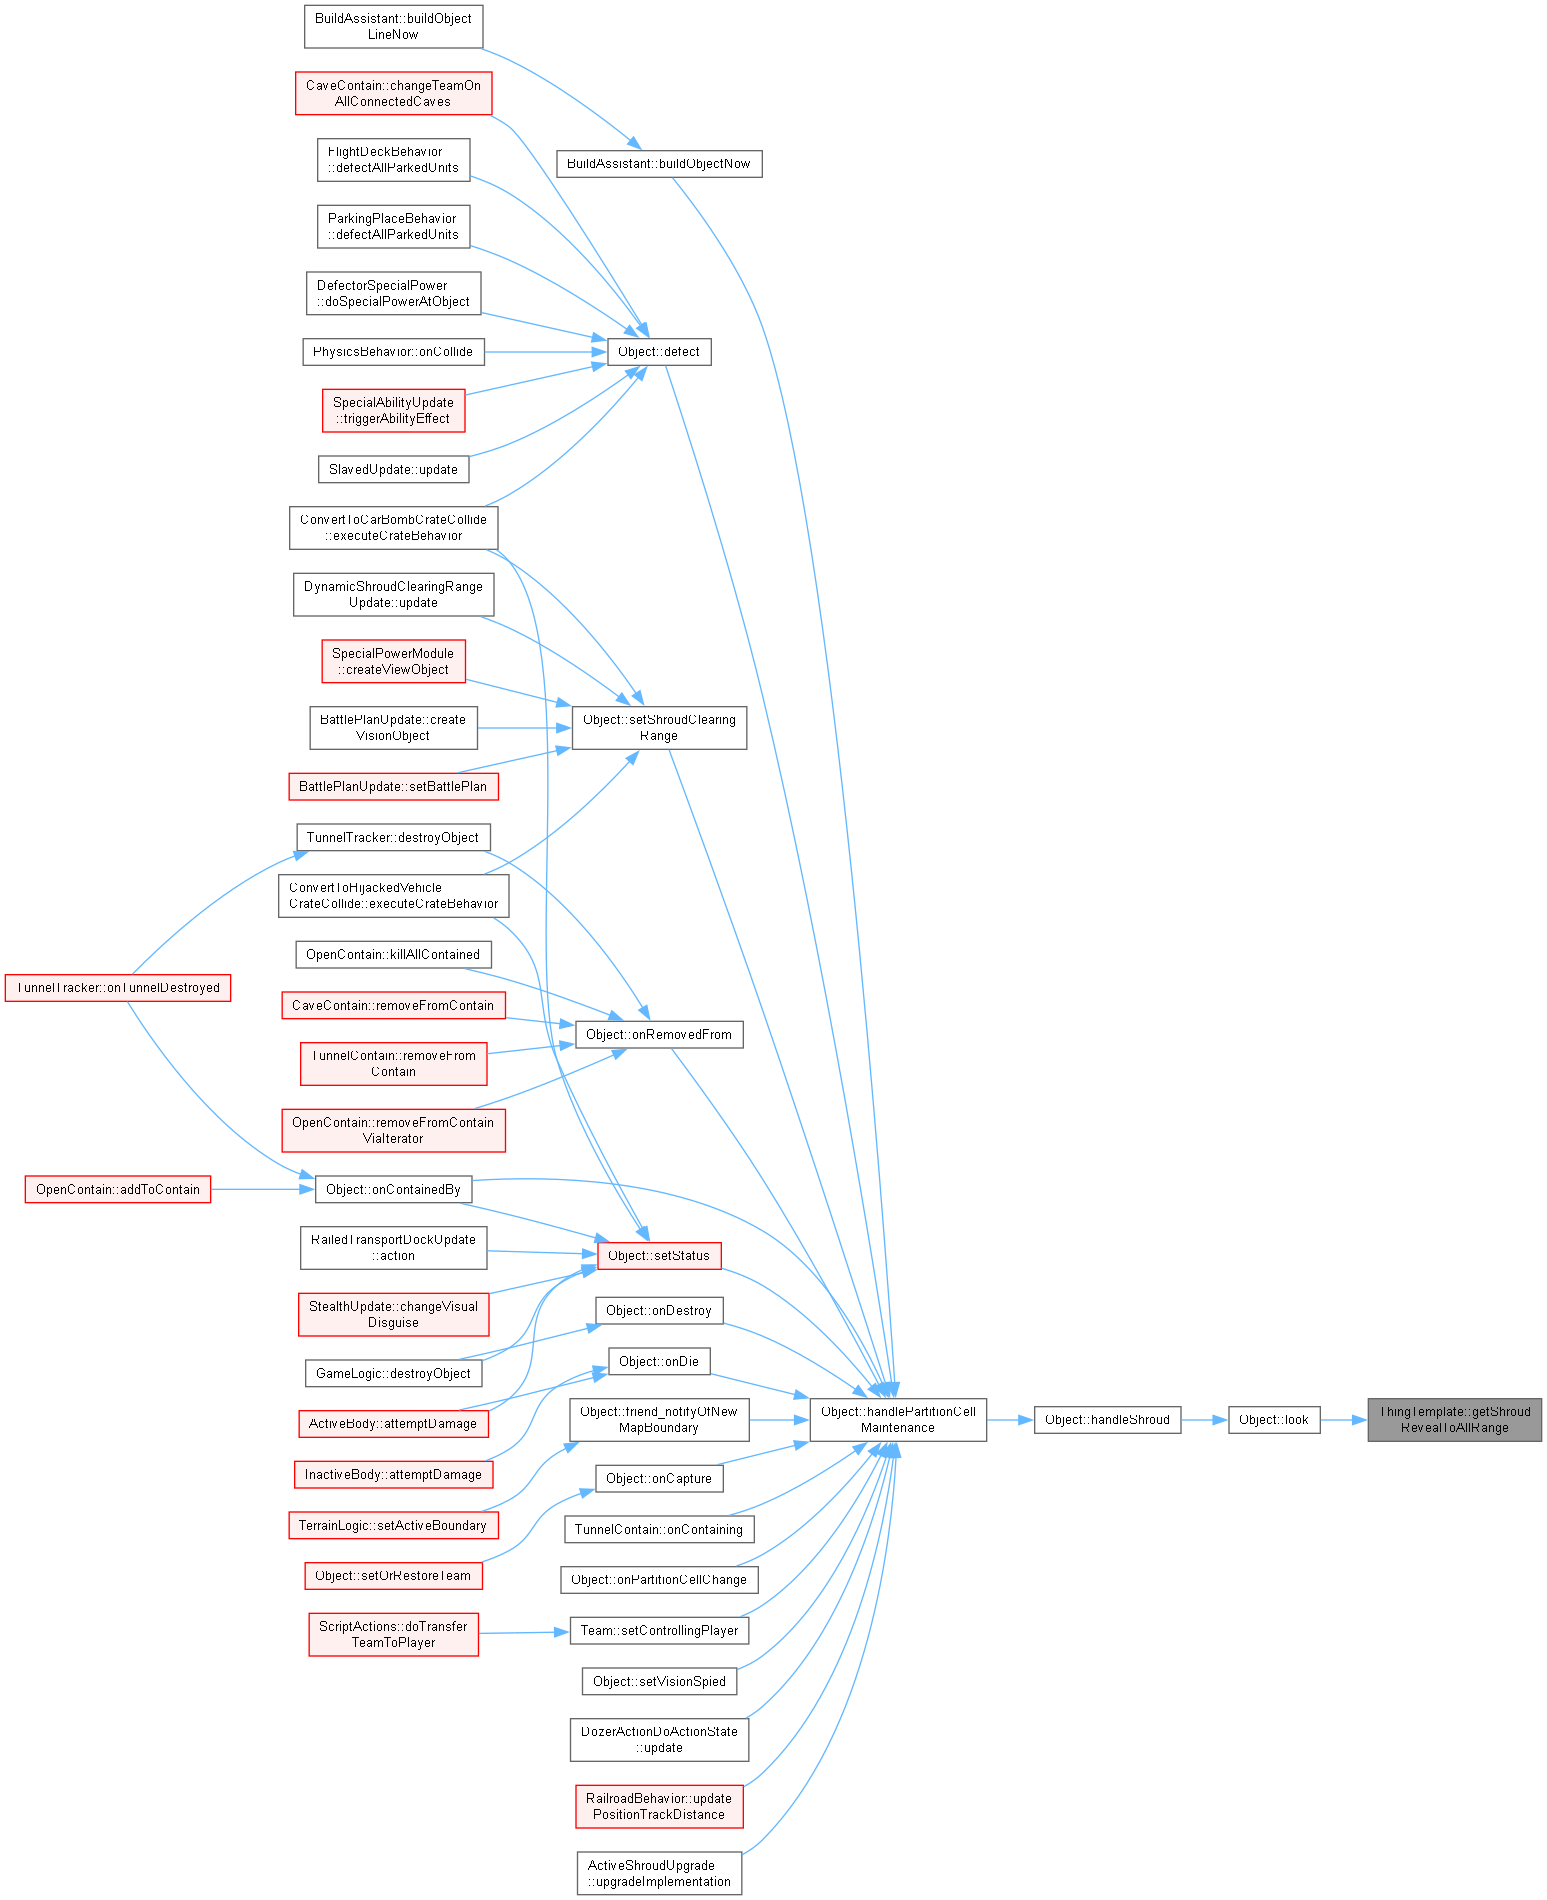 BuildAssistant::buildObject
LineNow
CaveContain::changeTeamOn
AllConnectedCaves
FlightDeckBehavior
::defectAllParkedUnits
BuildAssistant::buildObjectNow
ParkingPlaceBehavior
::defectAllParkedUnits
DefectorSpecialPower
::doSpecialPowerAtObject
PhysicsBehavior::onCollide
Object::defect
SpecialAbilityUpdate
::triggerAbilityEffect
SlavedUpdate::update
ConvertToCarBombCrateCollide
::executeCrateBehavior
DynamicShroudClearingRange
Update::update
SpecialPowerModule
::createViewObject
BattlePlanUpdate::create
VisionObject
Object::setShroudClearing
Range
BattlePlanUpdate::setBattlePlan
TunnelTracker::destroyObject
ConvertToHijackedVehicle
CrateCollide::executeCrateBehavior
OpenContain::killAllContained
TunnelTracker::onTunnelDestroyed
CaveContain::removeFromContain
Object::onRemovedFrom
TunnelContain::removeFrom
Contain
OpenContain::removeFromContain
ViaIterator
OpenContain::addToContain
Object::onContainedBy
RailedTransportDockUpdate
::action
Object::setStatus
StealthUpdate::changeVisual
Disguise
Object::onDestroy
GameLogic::destroyObject
Object::onDie
ActiveBody::attemptDamage
Object::friend_notifyOfNew
MapBoundary
Object::handlePartitionCell
Maintenance
Object::handleShroud
Object::look
ThingTemplate::getShroud
RevealToAllRange
InactiveBody::attemptDamage
Object::onCapture
TerrainLogic::setActiveBoundary
TunnelContain::onContaining
Object::setOrRestoreTeam
Object::onPartitionCellChange
ScriptActions::doTransfer
TeamToPlayer
Team::setControllingPlayer
Object::setVisionSpied
DozerActionDoActionState
::update
RailroadBehavior::update
PositionTrackDistance
ActiveShroudUpgrade
::upgradeImplementation